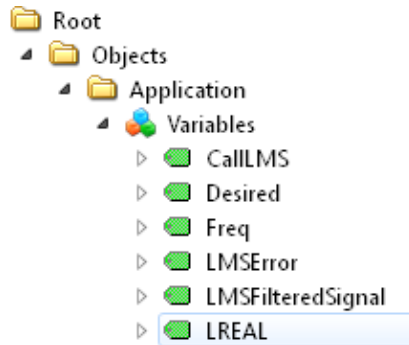 Root
Objects
Application
Variables
CallLMS
Desired
Freq
LMSError
LMSFilteredSignal
LREAL